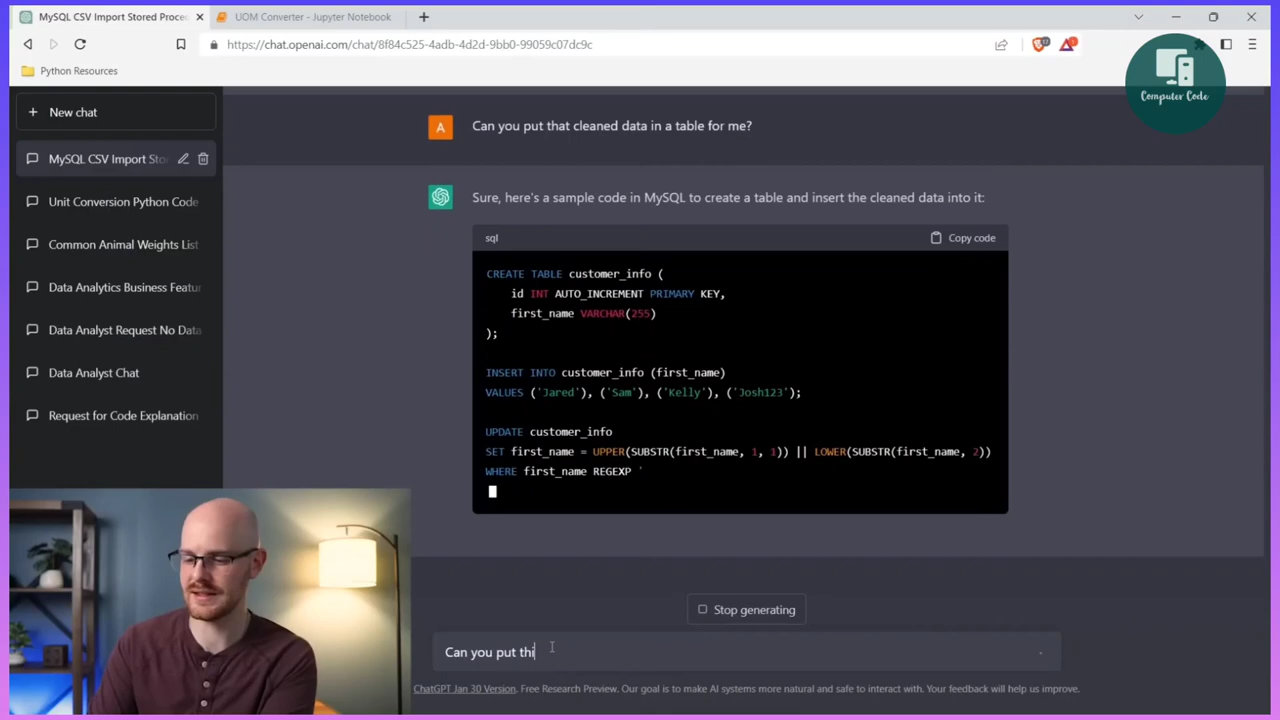 MySQL CSV Import Stored Proce
UOM Converter - Jupyter Notebook
https://chat.openai.com/chat/8f84c525-4adb-4d2d-9bb0-99059c07dc9c
Python Resources
Computer Code
New chat
MySQL CSV Import Sto
Unit Conversion Python Code
Common Animal Weights List
Data Analytics Business Featur
Data Analyst Request No Data
Data Analyst Chat
Request for Code Explanation
A
Can you put that cleaned data in a table for me?
Sure, here's a sample code in MySQL to create a table and insert the cleaned data into it:
sql
Copy code
CREATE TABLE customer_info (
id INT AUTO_INCREMENT PRIMARY KEY,
first_name VARCHAR(255)
);
INSERT INTO customer_info (first_name)
VALUES ('Jared'), ('Sam'), ('Kelly'), ('Josh123');
UPDATE customer_info
SET first_name = UPPER(SUBSTR(first_name, 1, 1)) || LOWER(SUBSTR(first_name, 2))
WHERE first_name REGEXP '
Stop generating
Can you put thi
ChatGPT Jan 30 Version. Free Research Preview. Our goal is to make AI systems more natural and safe to interact with. Your feedback will help us improve.